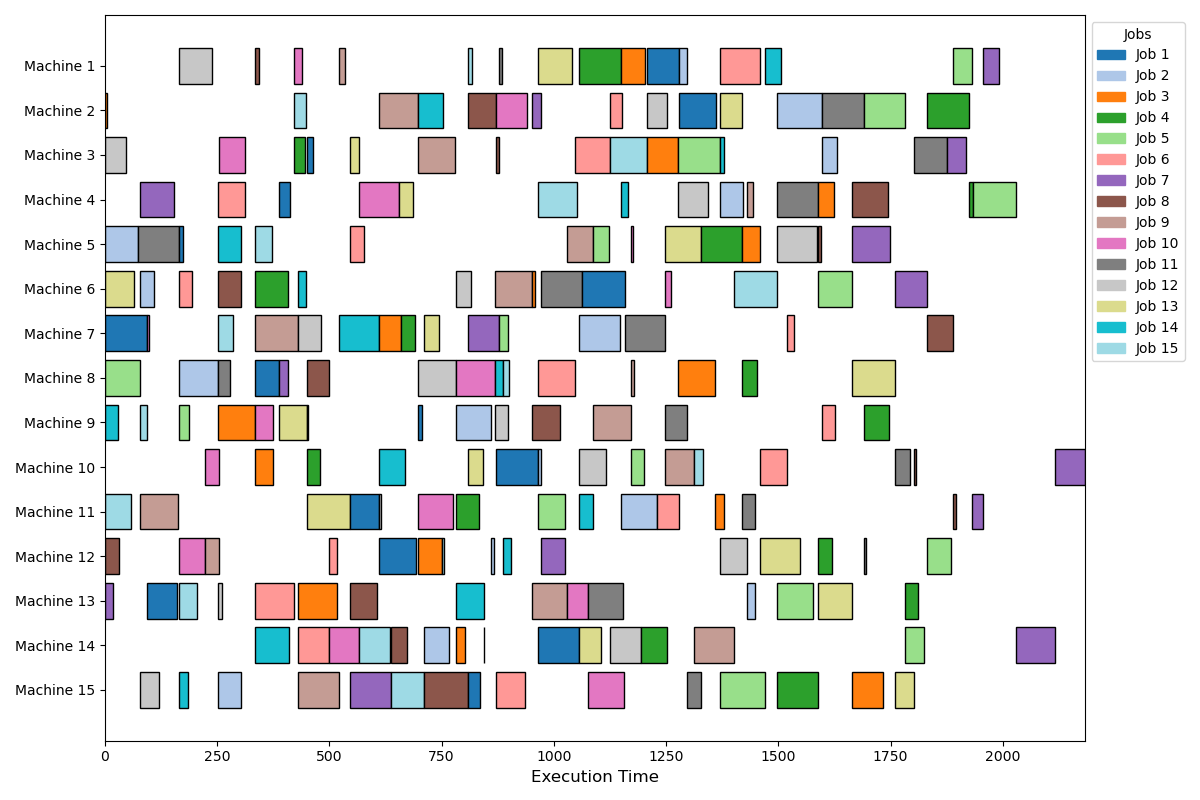 Machine 1
Machine 2
Machine 3
Machine 4
Machine 5
Machine 6
Machine 7
Machine 8
Machine 9
Machine 10
Machine 11
Machine 12
Machine 13
Machine 14
Machine 15
0 250 500 750 1000 1250 1500 1750 2000
Execution Time
Jobs
Job 1
Job 2
Job 3
Job 4
Job 5
Job 6
Job 7
Job 8
Job 9
Job 10
Job 11
Job 12
Job 13
Job 14
Job 15